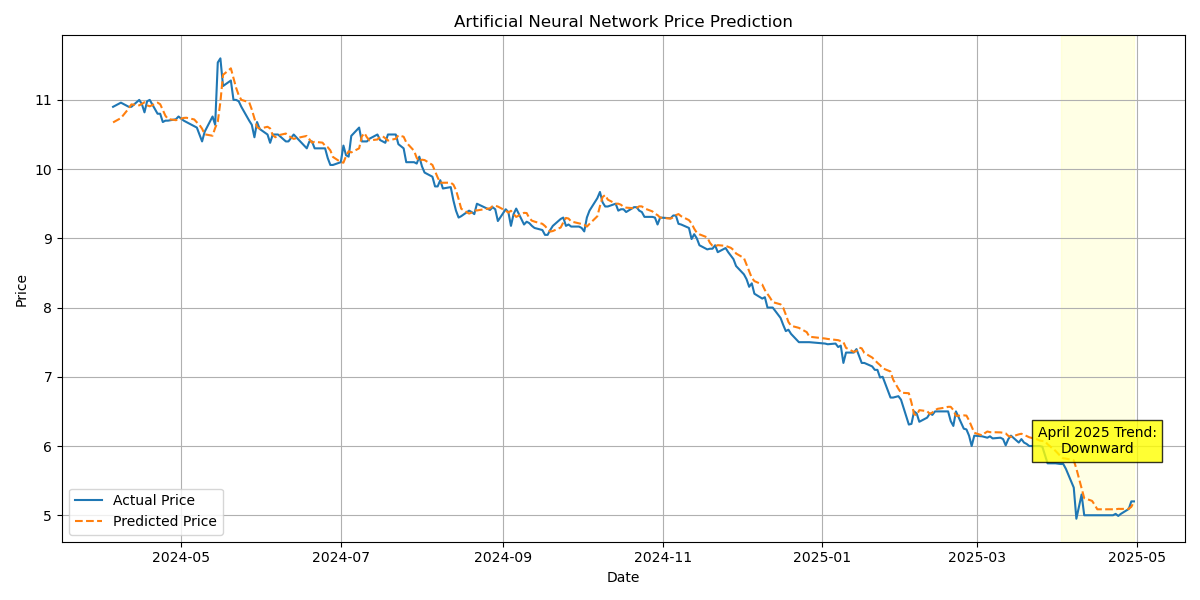 Artificial Neural Network Price Prediction
Price
11
10
9
8
7
6
5
April 2025 Trend:
Downward
Actual Price
Predicted Price
2024-05
2024-07
2024-09
2024-11
2025-01
2025-03
2025-05
Date